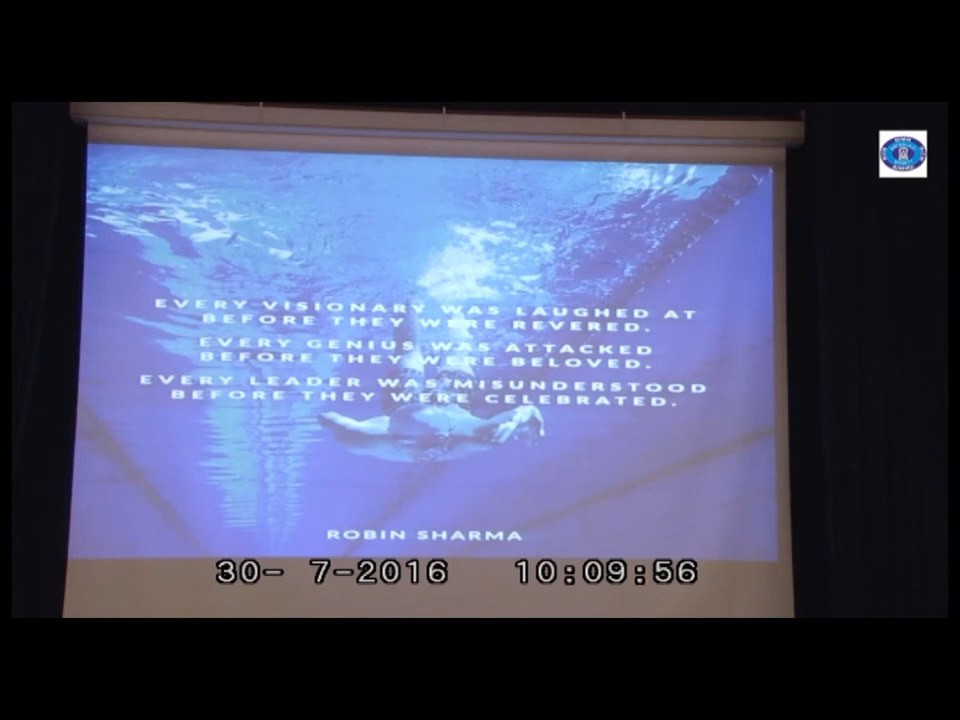 EVERY VISIONARY WAS LAUGHED AT
BEFORE THEY WERE REVERED.
EVERY GENIUS WAS ATTACKED
BEFORE THEY WERE BELOVED.
EVERY LEADER WAS MISUNDERSTOOD
BEFORE THEY WERE CELEBRATED.
ROBIN SHARMA
30- 7-2016 10:09:56